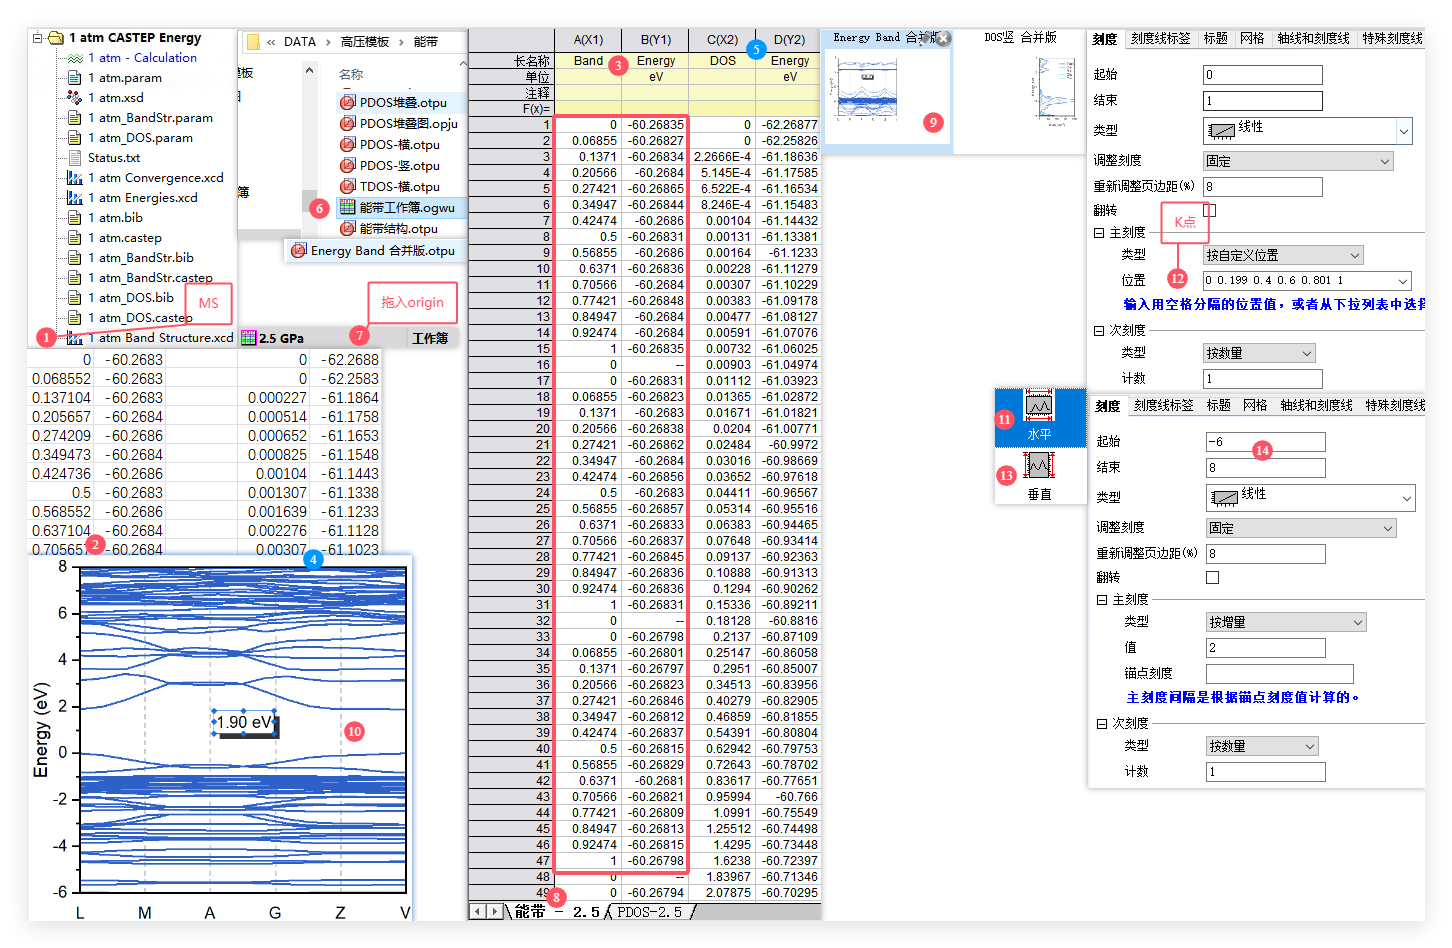 1 atm CASTEP Energy
1 atm - Calculation
1 atm.param
1 atm.xsd
1 atm_BandStr.param
1 atm_DOS.param
Status.txt
1 atm Convergence.xcd
1 atm Energies.xcd
1 atm.bib
1 atm.castep
1 atm_BandStr.bib
1 atm_BandStr.castep
1 atm_DOS.bib
1 atm_DOS.castep
1 atm Band Structure.xcd
MS
1
« DATA › 高压模板 › 能带
名称
PDOS堆叠.otpu
PDOS堆叠图.opju
PDOS-横.otpu
PDOS-竖.otpu
TDOS-横.otpu
6
能带工作簿.ogwu
能带结构.otpu
Energy Band 合并版.otpu
拖入origin
7
2.5 GPa
工作簿
0 -60.2683 0 -62.2688
0.068552 -60.2683 0 -62.2583
0.137104 -60.2683 0.000227 -61.1864
0.205657 -60.2684 0.000514 -61.1758
0.274209 -60.2686 0.000652 -61.1653
0.349473 -60.2684 0.000825 -61.1548
0.424736 -60.2686 0.00104 -61.1443
0.5 -60.2683 0.001307 -61.1338
0.568552 -60.2686 0.001639 -61.1233
0.637104 -60.2684 0.002276 -61.1128
0.705657 -60.2684 0.00307 -61.1023
2
4
8
6
4
2
0
-2
-4
-6
Energy (eV)
1.90 eV
10
L M A G Z V
A(X1) B(Y1) C(X2) D(Y2)
3
5
长名称 Band Energy DOS Energy
单位 eV eV
注释
F(x)=
1 0 -60.26835 0 -62.26877
2 0.06855 -60.26827 0 -62.25826
3 0.1371 -60.26834 2.2666E-4 -61.18636
4 0.20566 -60.2684 5.145E-4 -61.17585
5 0.27421 -60.26865 6.522E-4 -61.16534
6 0.34947 -60.26844 8.246E-4 -61.15483
7 0.42474 -60.2686 0.00104 -61.14432
8 0.5 -60.26831 0.00131 -61.13381
9 0.56855 -60.2686 0.00164 -61.1233
10 0.6371 -60.26836 0.00228 -61.11279
11 0.70566 -60.2684 0.00307 -61.10229
12 0.77421 -60.26848 0.00383 -61.09178
13 0.84947 -60.2684 0.00477 -61.08127
14 0.92474 -60.2684 0.00591 -61.07076
15 1 -60.26835 0.00732 -61.06025
16 0 -- 0.00903 -61.04974
17 0 -60.26831 0.01112 -61.03923
18 0.06855 -60.26823 0.01365 -61.02872
19 0.1371 -60.2683 0.01671 -61.01821
20 0.20566 -60.26838 0.0204 -61.00771
21 0.27421 -60.26862 0.02484 -60.9972
22 0.34947 -60.2684 0.03016 -60.98669
23 0.42474 -60.26856 0.03652 -60.97618
24 0.5 -60.2683 0.04411 -60.96567
25 0.56855 -60.26857 0.05314 -60.95516
26 0.6371 -60.26833 0.06383 -60.94465
27 0.70566 -60.26837 0.07648 -60.93414
28 0.77421 -60.26845 0.09137 -60.92363
29 0.84947 -60.26836 0.10888 -60.91313
30 0.92474 -60.26836 0.1294 -60.90262
31 1 -60.26831 0.15336 -60.89211
32 0 -- 0.18128 -60.8816
33 0 -60.26798 0.2137 -60.87109
34 0.06855 -60.26801 0.25147 -60.86058
35 0.1371 -60.26797 0.2951 -60.85007
36 0.20566 -60.26823 0.34513 -60.83956
37 0.27421 -60.26846 0.40279 -60.82905
38 0.34947 -60.26812 0.46859 -60.81855
39 0.42474 -60.26837 0.54391 -60.80804
40 0.5 -60.26815 0.62942 -60.79753
41 0.56855 -60.26829 0.72643 -60.78702
42 0.6371 -60.2681 0.83617 -60.77651
43 0.70566 -60.26821 0.95994 -60.766
44 0.77421 -60.26809 1.0991 -60.75549
45 0.84947 -60.26813 1.25512 -60.74498
46 0.92474 -60.26815 1.4295 -60.73448
47 1 -60.26798 1.6238 -60.72397
48 0 -- 1.83967 -60.71346
49 0 -60.26794 2.07875 -60.70295
8
能带 - 2.5 PDOS-2.5
Energy Band 合并版
DOS竖 合并版
9
11
水平
13
垂直
刻度 刻度线标签 标题 网格 轴线和刻度线 特殊刻度线
起始 0
结束 1
类型 线性
调整刻度 固定
重新调整页边距(%) 8
翻转
K点
12
主刻度
类型 按自定义位置
位置 0 0.199 0.4 0.6 0.801 1
输入用空格分隔的位置值，或者从下拉列表中选择
次刻度
类型 按数量
计数 1
刻度 刻度线标签 标题 网格 轴线和刻度线 特殊刻度线
起始 -6
14
结束 8
类型 线性
调整刻度 固定
重新调整页边距(%) 8
翻转
主刻度
类型 按增量
值 2
锚点刻度
主刻度间隔是根据锚点刻度值计算的。
次刻度
类型 按数量
计数 1